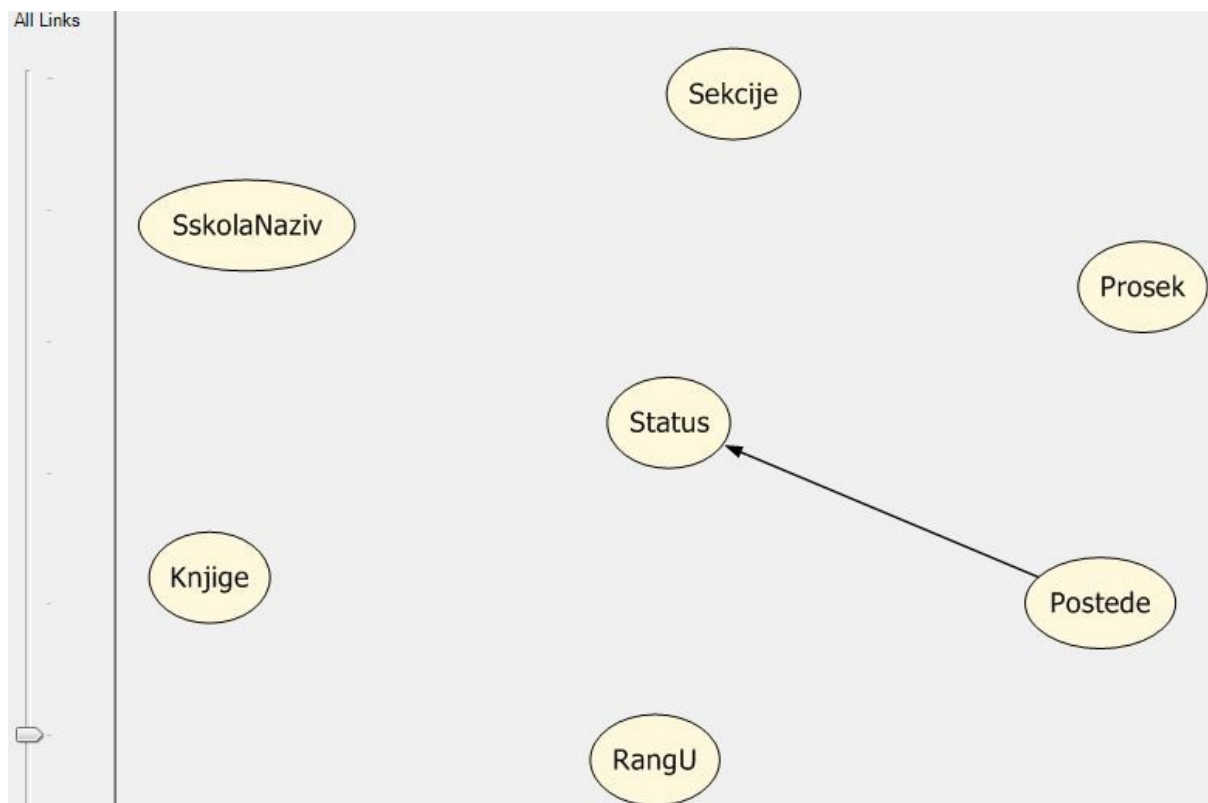 All Links
Sekcije
SskolaNaziv
Prosek
Status
Knjige
Postede
RangU